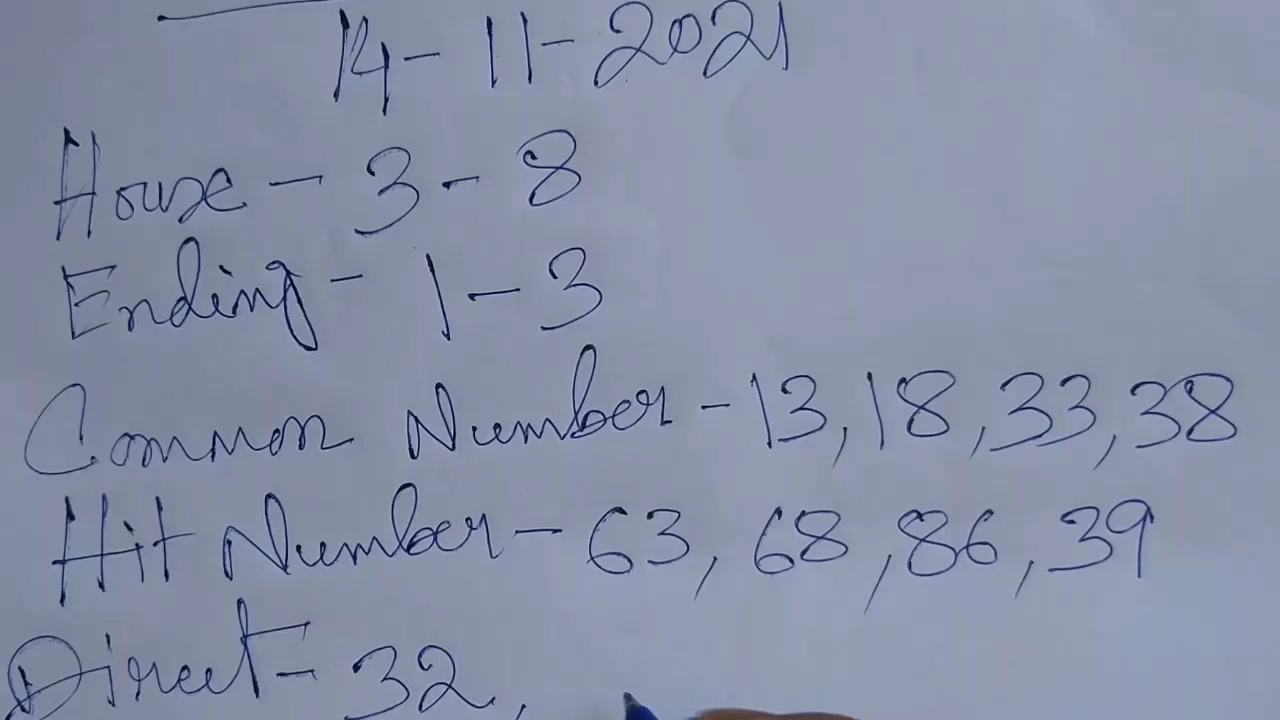 14-11-2021
House - 3-8
Ending - 1-3
Common Number - 13, 18, 33, 38
Hit Number - 63, 68, 86, 39
Direct - 32,